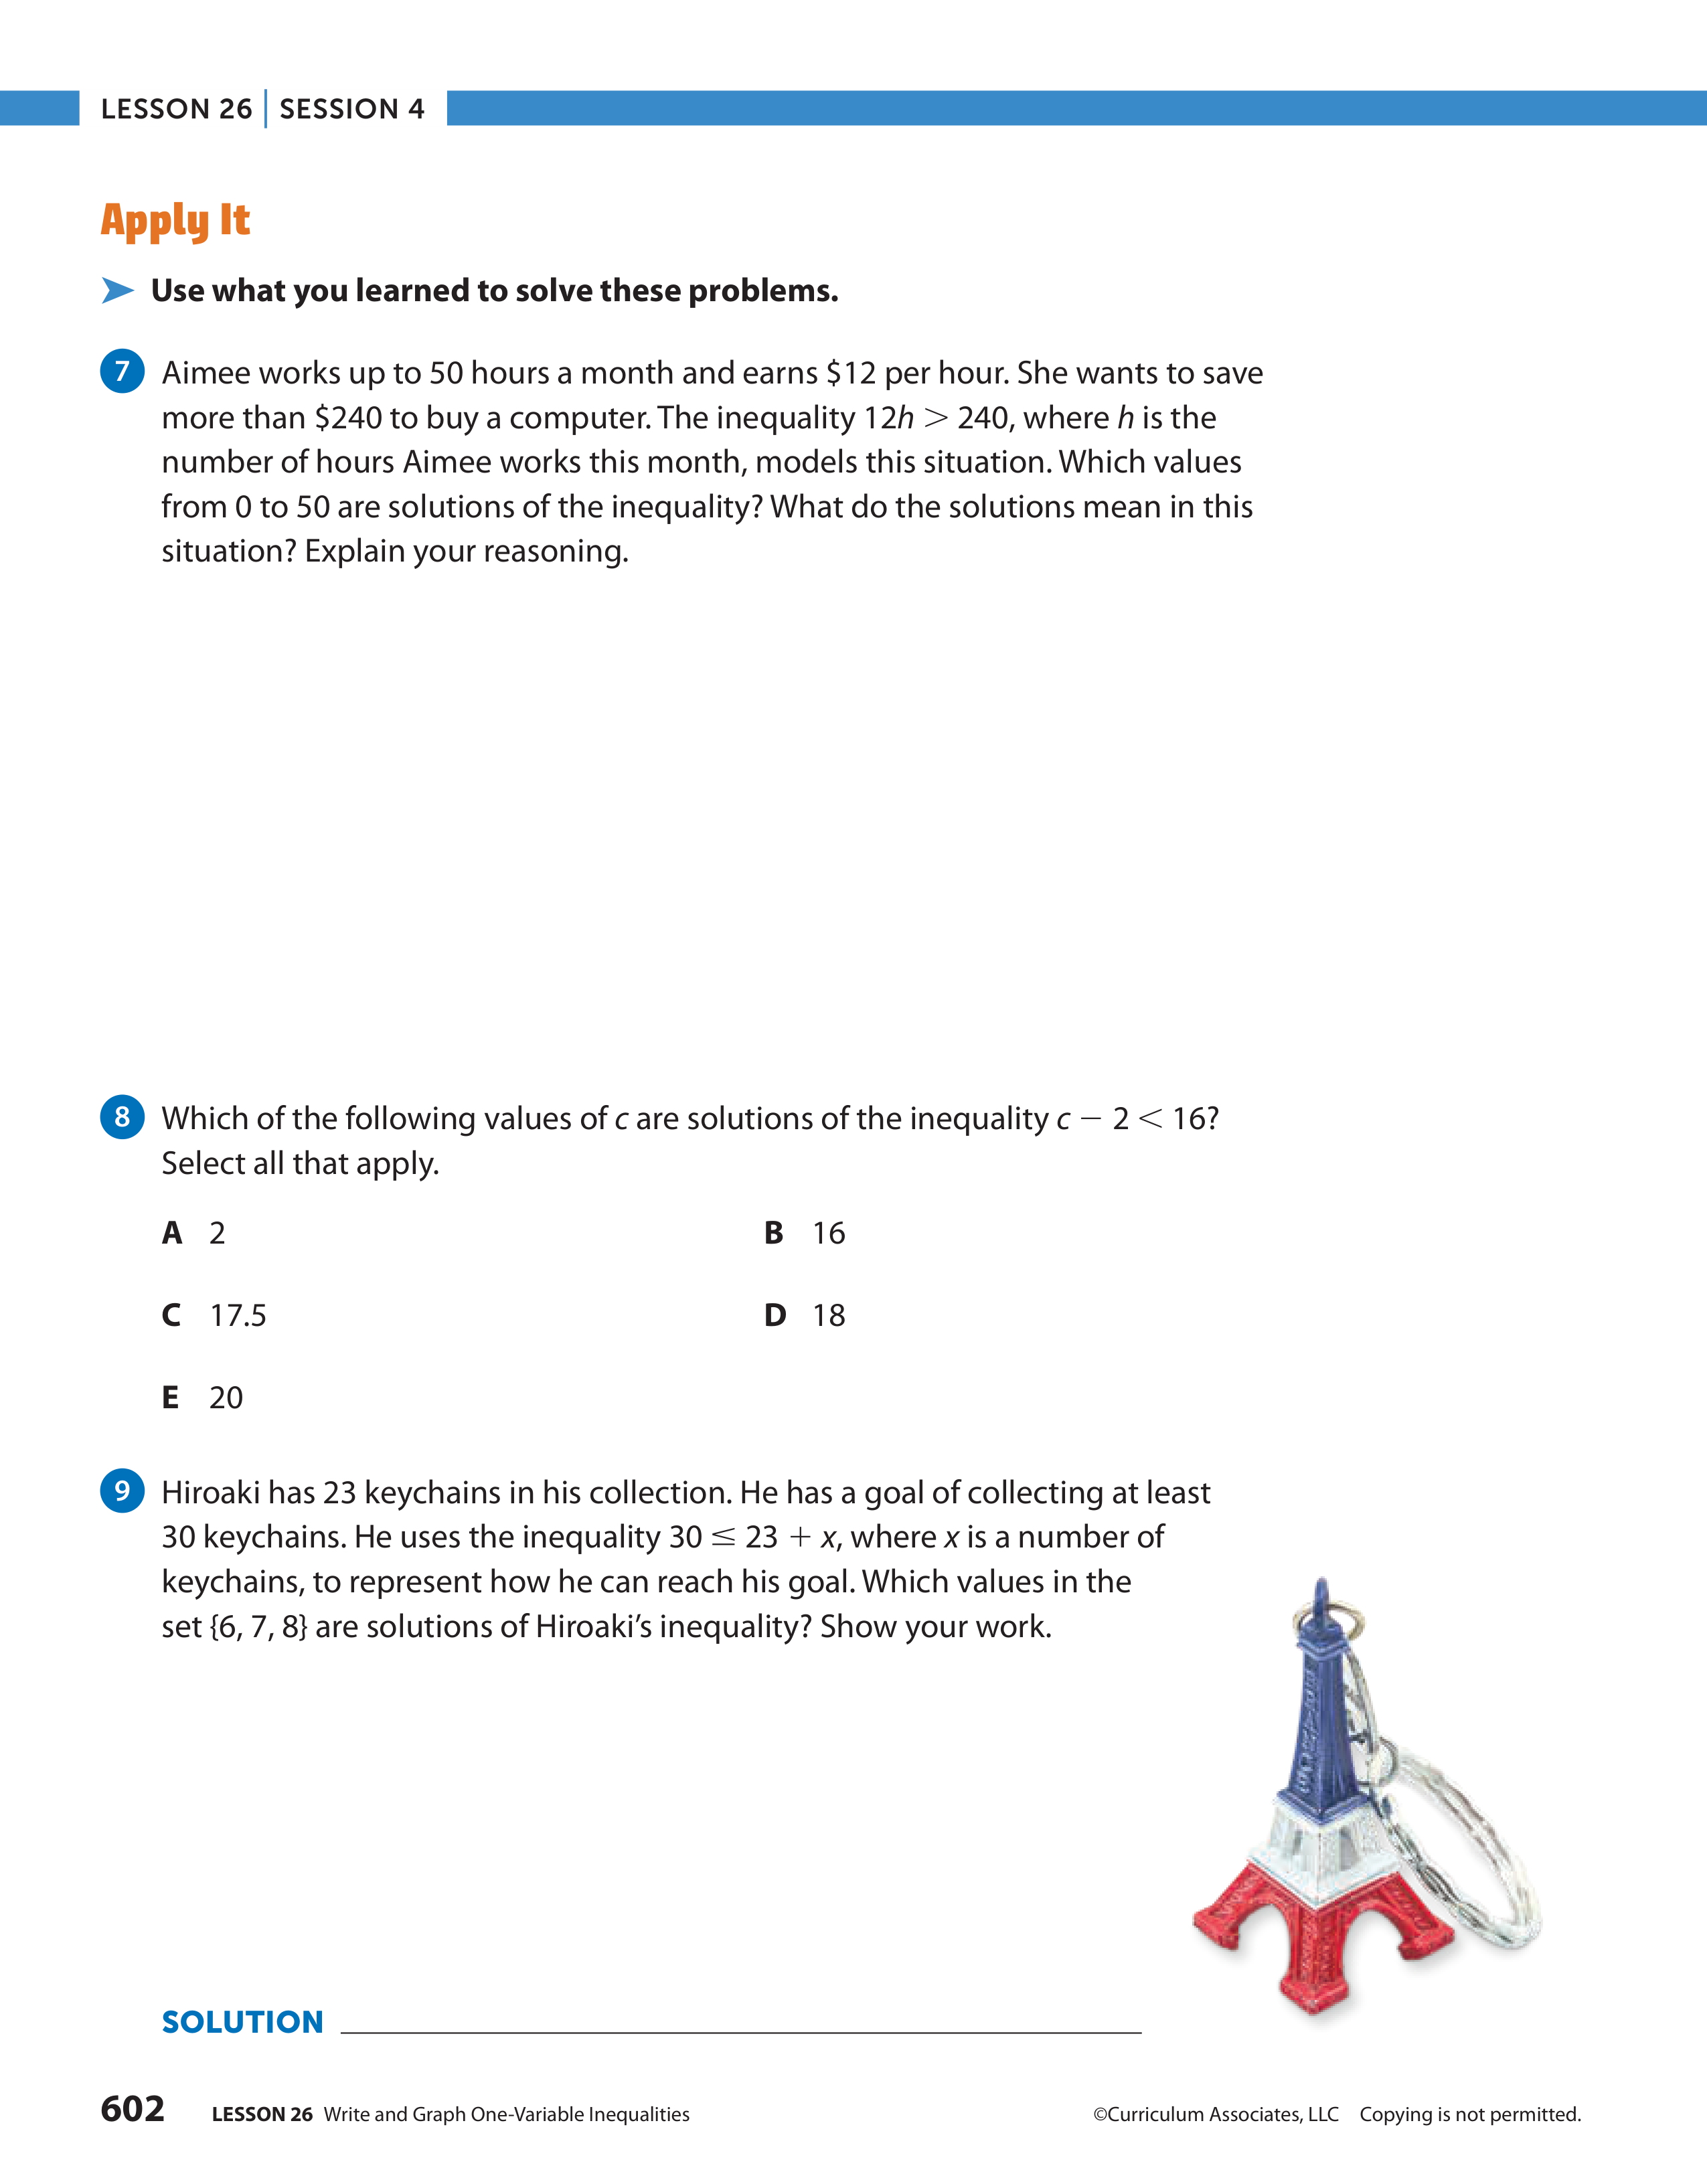 LESSON 26 | SESSION 4
Apply It
Use what you learned to solve these problems.
7 Aimee works up to 50 hours a month and earns $12 per hour. She wants to save
more than $240 to buy a computer. The inequality 12h > 240, where h is the
number of hours Aimee works this month, models this situation. Which values
from 0 to 50 are solutions of the inequality? What do the solutions mean in this
situation? Explain your reasoning.
8 Which of the following values of c are solutions of the inequality c − 2 < 16?
Select all that apply.
A 2
B 16
C 17.5
D 18
E 20
9 Hiroaki has 23 keychains in his collection. He has a goal of collecting at least
30 keychains. He uses the inequality 30 ≤ 23 + x, where x is a number of
keychains, to represent how he can reach his goal. Which values in the
set {6, 7, 8} are solutions of Hiroaki’s inequality? Show your work.
SOLUTION
602 LESSON 26 Write and Graph One-Variable Inequalities
©Curriculum Associates, LLC Copying is not permitted.